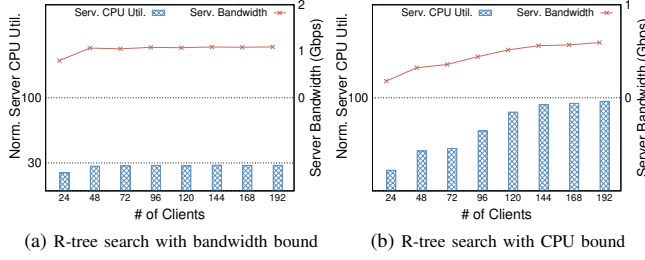 Serv. CPU Util. Serv. Bandwidth
Norm. Server CPU Util.
100
30
2
1
0
Server Bandwidth (Gbps)
24 48 72 96 120 144 168 192
# of Clients
(a) R-tree search with bandwidth bound
Serv. CPU Util. Serv. Bandwidth
Norm. Server CPU Util.
100
1
0
Server Bandwidth (Gbps)
24 48 72 96 120 144 168 192
# of Clients
(b) R-tree search with CPU bound